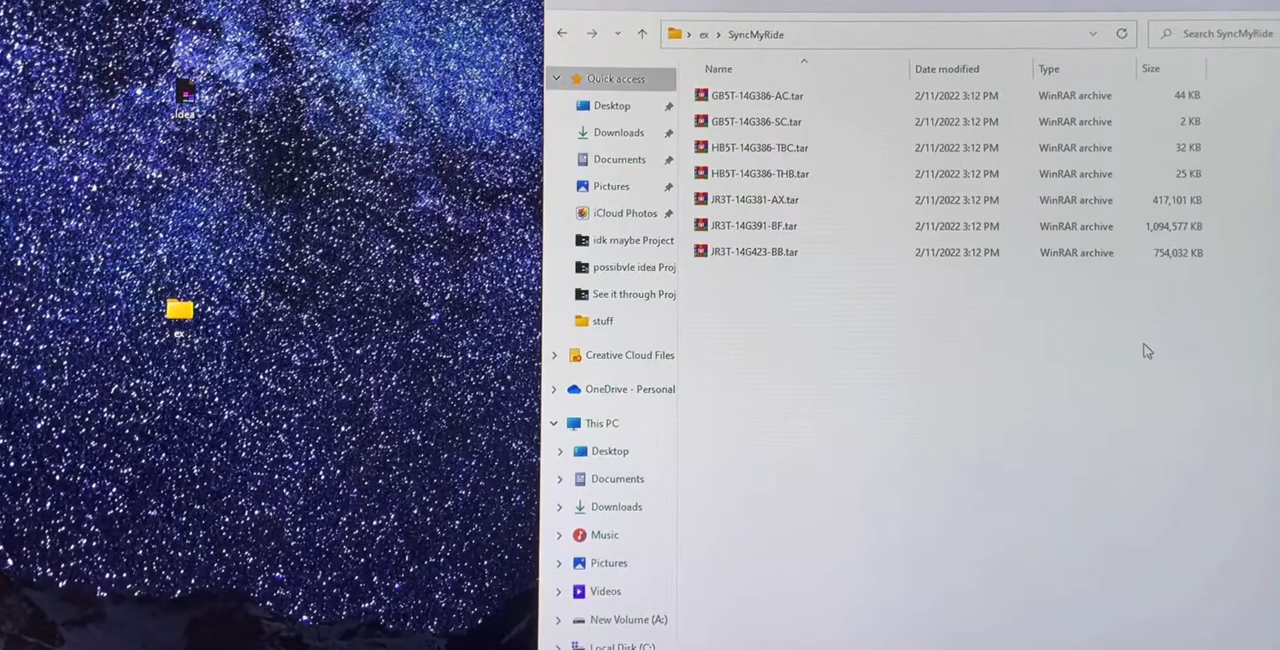 ex
SyncMyRide
Search SyncMyRide
Name
Date modified
Type
Size
Quick access
Desktop
Downloads
Documents
Pictures
iCloud Photos
idk maybe Project
possibvle idea Proj
See it through Proj
stuff
Creative Cloud Files
OneDrive - Personal
This PC
Desktop
Documents
Downloads
Music
Pictures
Videos
New Volume (A:)
Local Disk (C:)
GB5T-14G386-AC.tar 2/11/2022 3:12 PM WinRAR archive 44 KB
GB5T-14G386-SC.tar 2/11/2022 3:12 PM WinRAR archive 2 KB
HB5T-14G386-TBC.tar 2/11/2022 3:12 PM WinRAR archive 32 KB
HB5T-14G386-THB.tar 2/11/2022 3:12 PM WinRAR archive 25 KB
JR3T-14G381-AX.tar 2/11/2022 3:12 PM WinRAR archive 417,101 KB
JR3T-14G391-BF.tar 2/11/2022 3:12 PM WinRAR archive 1,094,577 KB
JR3T-14G423-BB.tar 2/11/2022 3:12 PM WinRAR archive 754,032 KB
.idea
ex